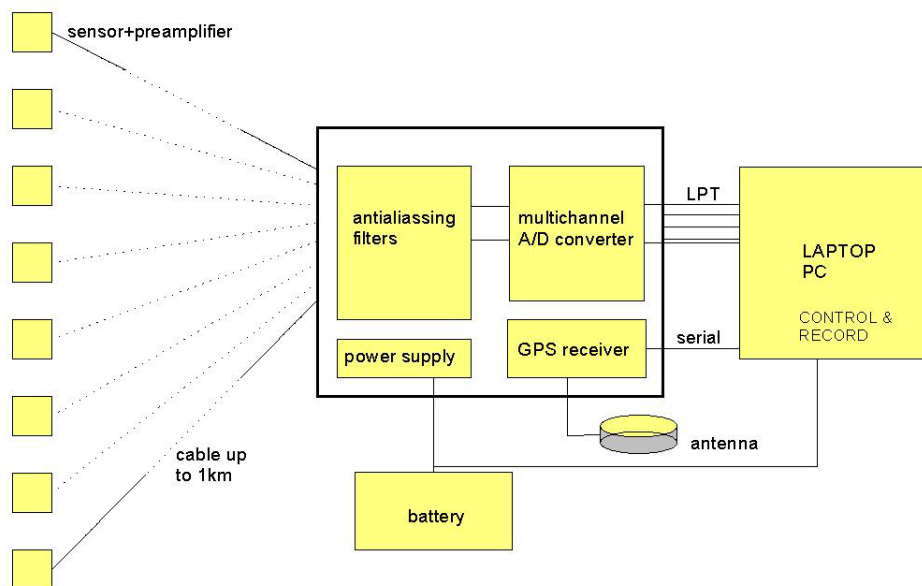 sensor+preamplifier
antialiassing
filters
multichannel
A/D converter
LPT
LAPTOP
PC
CONTROL &
RECORD
power supply
GPS receiver
serial
antenna
cable up
to 1km
battery